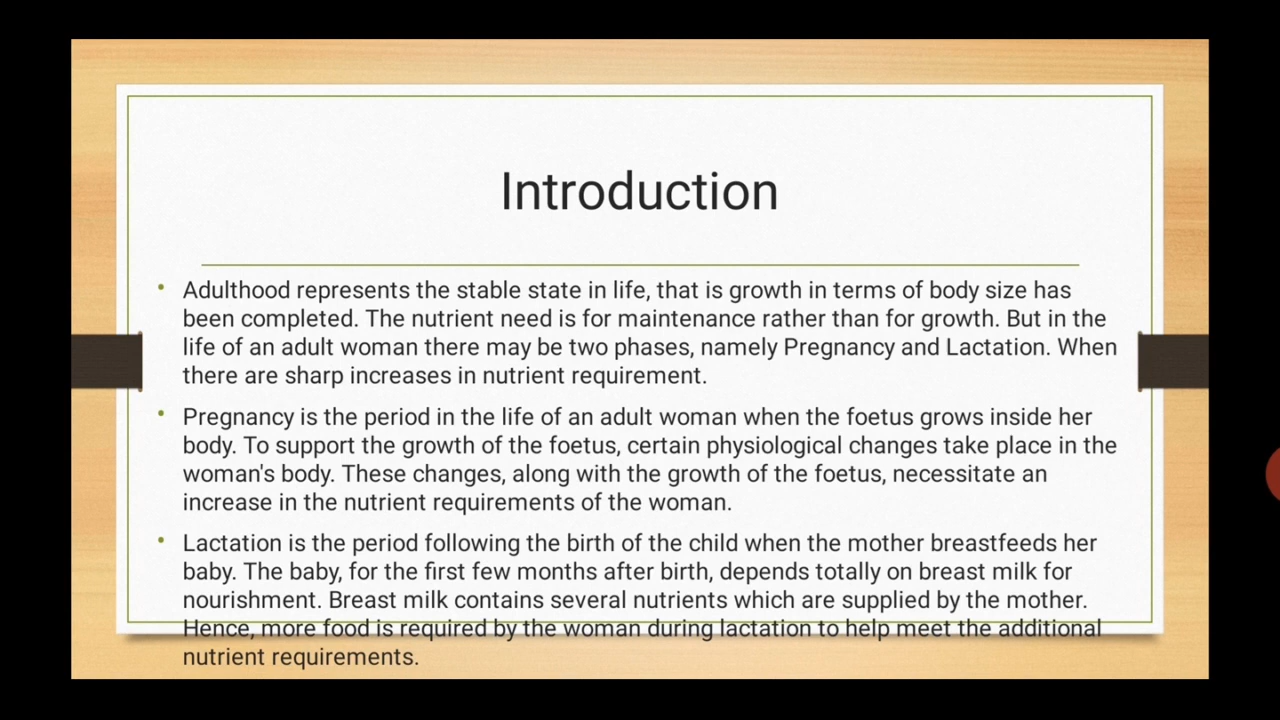 Introduction
• Adulthood represents the stable state in life, that is growth in terms of body size has
been completed. The nutrient need is for maintenance rather than for growth. But in the
life of an adult woman there may be two phases, namely Pregnancy and Lactation. When
there are sharp increases in nutrient requirement.
• Pregnancy is the period in the life of an adult woman when the foetus grows inside her
body. To support the growth of the foetus, certain physiological changes take place in the
woman's body. These changes, along with the growth of the foetus, necessitate an
increase in the nutrient requirements of the woman.
• Lactation is the period following the birth of the child when the mother breastfeeds her
baby. The baby, for the first few months after birth, depends totally on breast milk for
nourishment. Breast milk contains several nutrients which are supplied by the mother.
Hence, more food is required by the woman during lactation to help meet the additional
nutrient requirements.